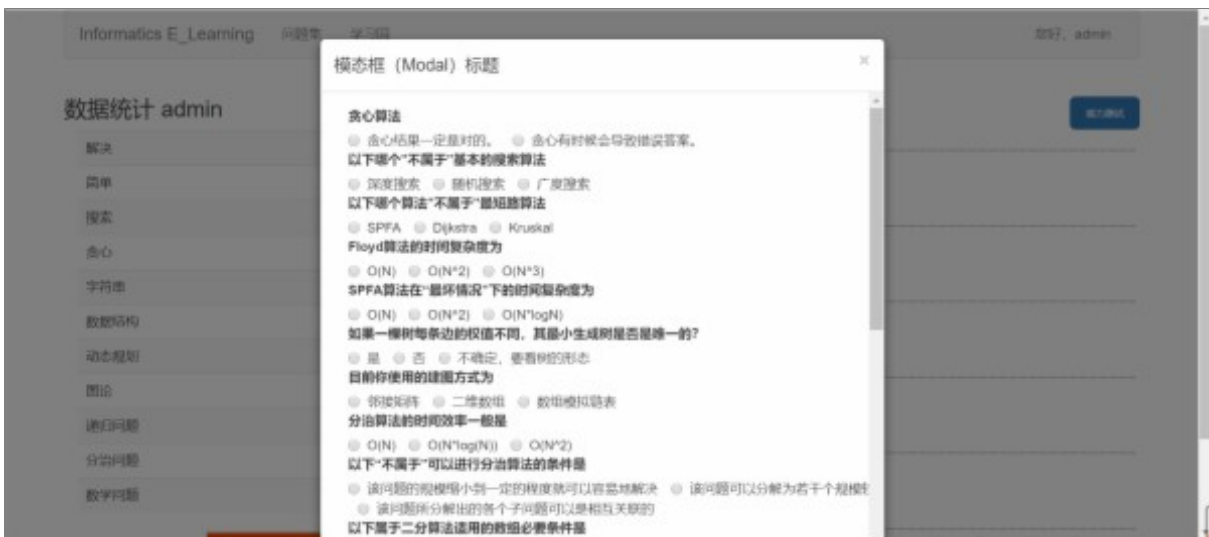 Informatics E_Learning 问题集 学习园
您好，admin
模态框（Modal）标题 ×
数据统计 admin
能力测试
解决
简单
搜索
贪心
字符串
数据结构
动态规划
图论
递归问题
分治问题
数学问题
贪心算法
贪心结果一定是对的。 贪心有时候会导致错误答案。
以下哪个"不属于"基本的搜索算法
深度搜索 随机搜索 广度搜索
以下哪个算法"不属于"最短路算法
SPFA Dijkstra Kruskal
Floyd算法的时间复杂度为
O(N) O(N^2) O(N^3)
SPFA算法在"最坏情况"下的时间复杂度为
O(N) O(N^2) O(N*logN)
如果一棵树每条边的权值不同，其最小生成树是否是唯一的?
是 否 不确定，要看树的形态
目前你使用的建图方式为
邻接矩阵 二维数组 数组模拟链表
分治算法的时间效率一般是
O(N) O(N*log(N)) O(N^2)
以下"不属于"可以进行分治算法的条件是
该问题的规模缩小到一定的程度就可以容易地解决 该问题可以分解为若干个规模
该问题所分解出的各个子问题可以是相互关联的
以下属于二分算法适用的数组必要条件是